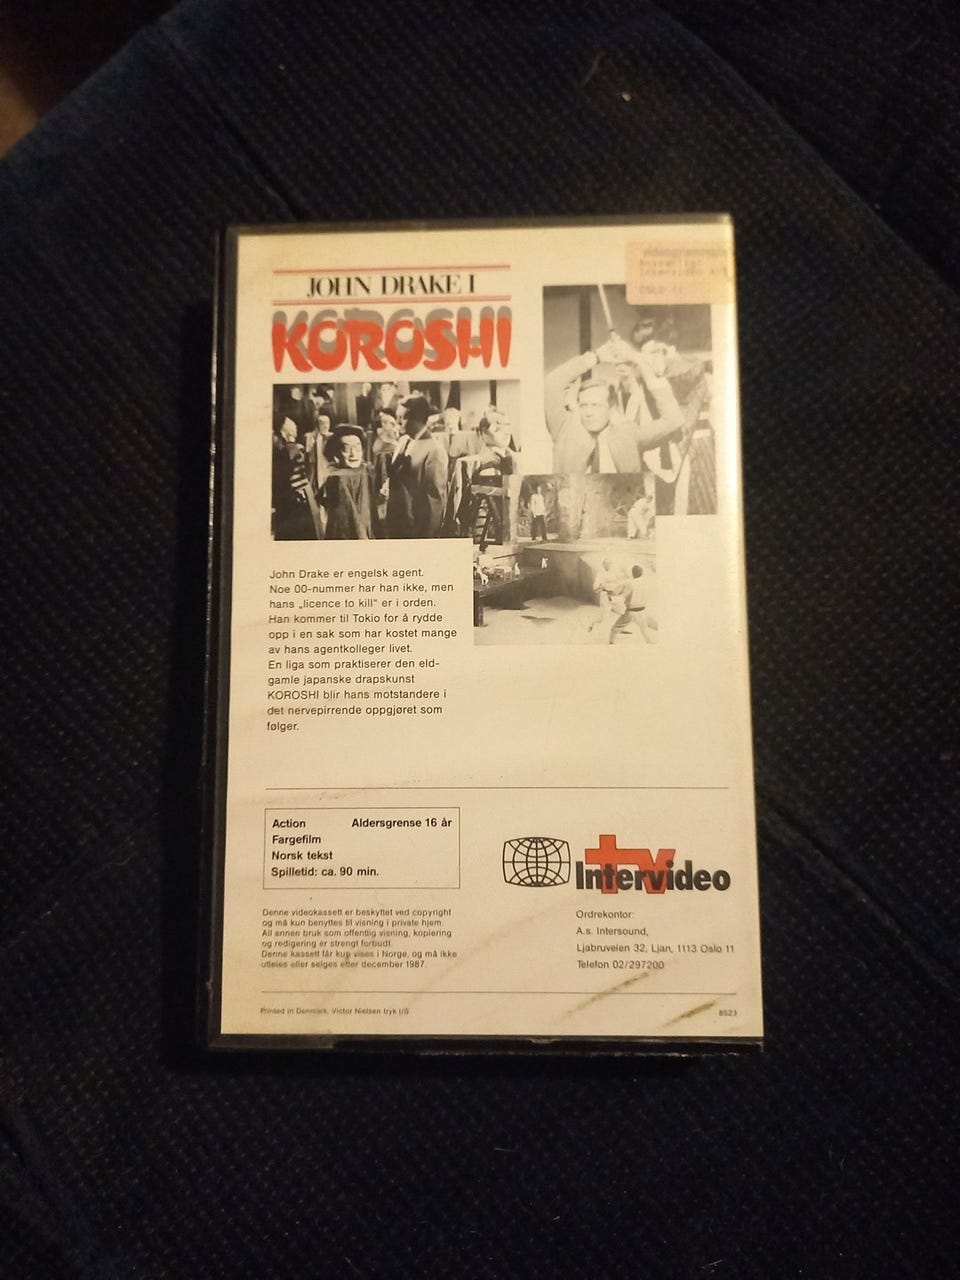 JOHN DRAKE I
KOROSHI
OSLO 11
John Drake er engelsk agent.
Noe 00-nummer har han ikke, men
hans „licence to kill“ er i orden.
Han kommer til Tokio for å rydde
opp i en sak som har kostet mange
av hans agentkolleger livet.
En liga som praktiserer den eld-
gamle japanske drapskunst
KOROSHI blir hans motstandere i
det nervepirrende oppgjøret som
følger.
Action Aldersgrense 16 år
Fargefilm
Norsk tekst
Spilletid: ca. 90 min.
tv
Intervideo
Denne videokassett er beskyttet ved copyright
og må kun benyttes til visning i private hjem.
All annen bruk som offentlig visning, kopiering
og redigering er strengt forbudt.
Denne kassett får kun vises i Norge, og må ikke
utleies eller selges etter december 1987.
Ordrekontor:
A.s. Intersound,
Ljabruveien 32, Ljan, 1113 Oslo 11
Telefon 02/297200
Printed in Denmark. Victor Nielsen tryk I/S
8523